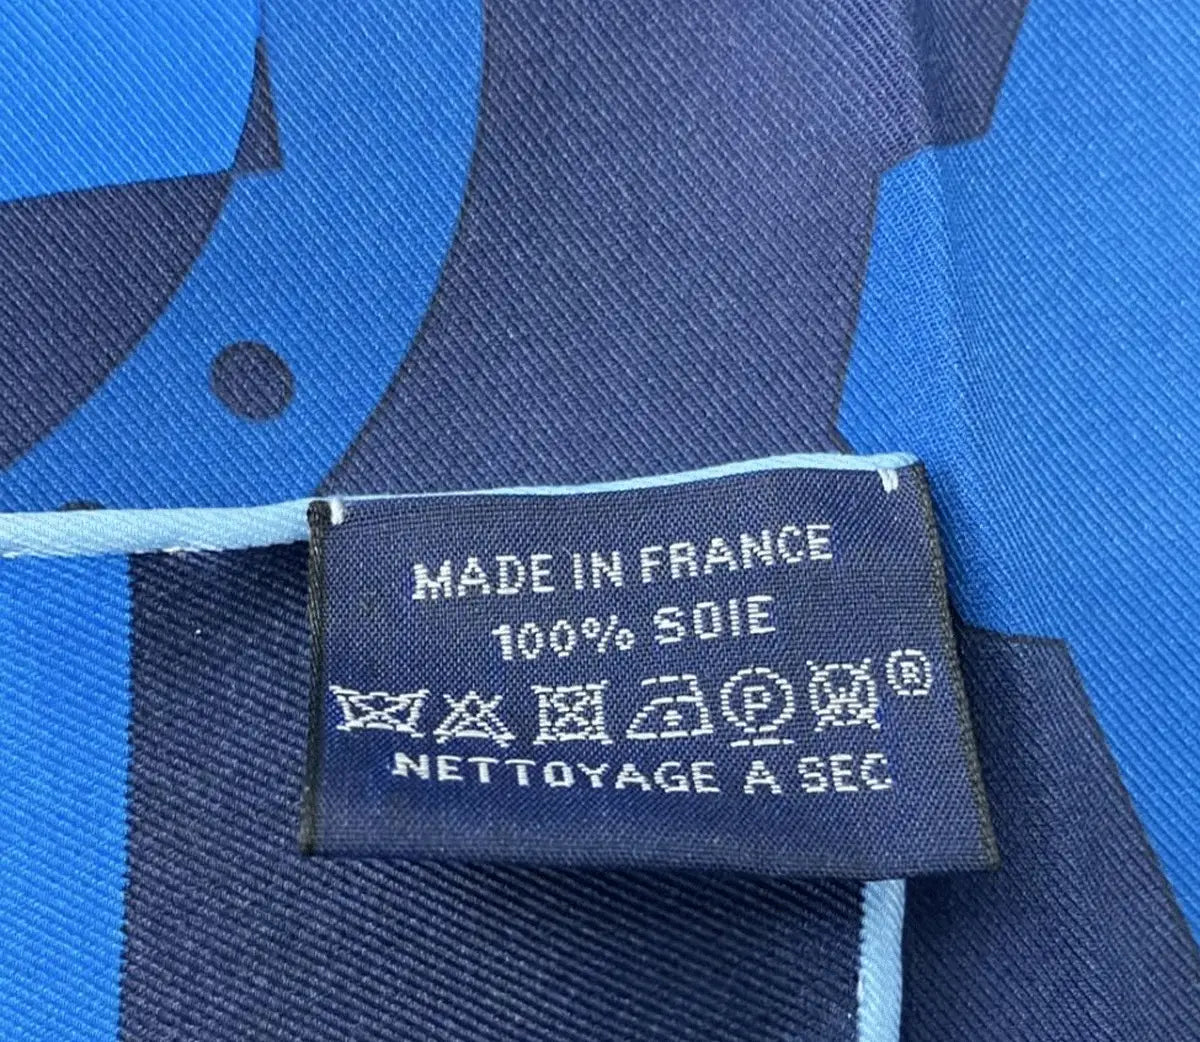 MADE IN FRANCE
100% SOIE
P W ®
NETTOYAGE A SEC